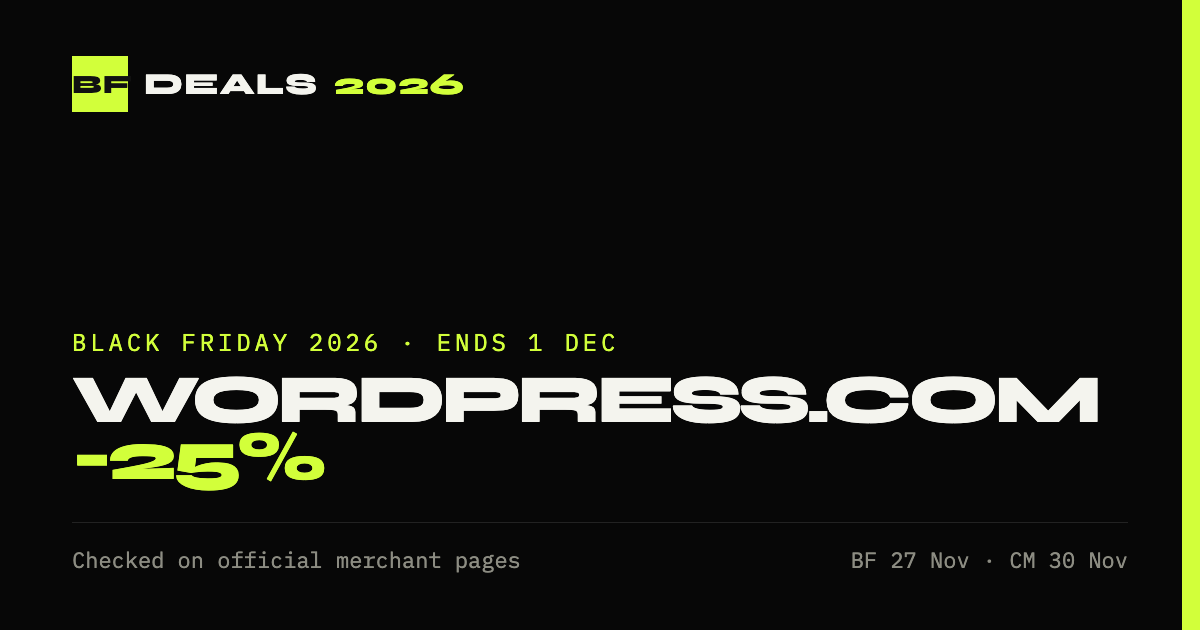 BF DEALS 2026
BLACK FRIDAY 2026 · ENDS 1 DEC
WORDPRESS.COM
-25%
Checked on official merchant pages
BF 27 Nov · CM 30 Nov